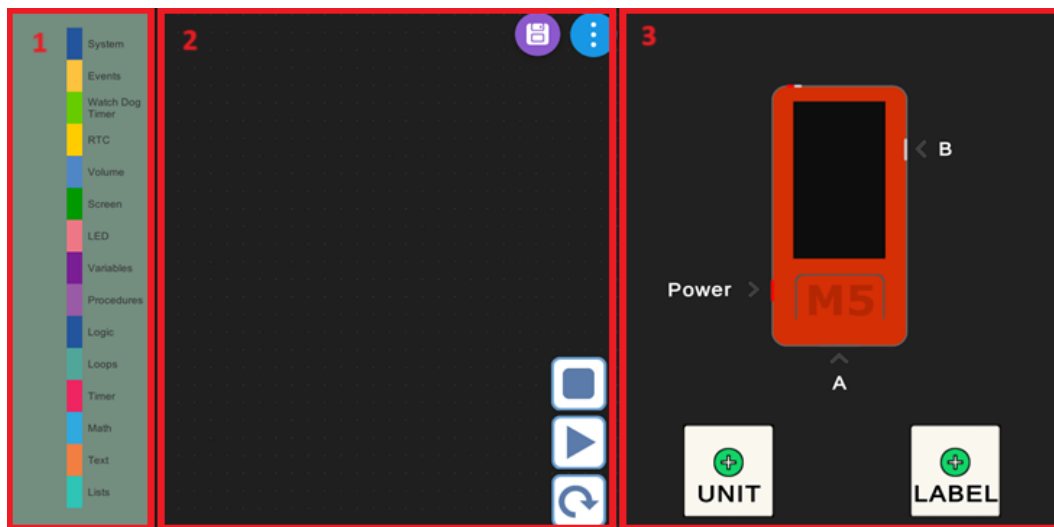 1
System
Events
Watch Dog
Timer
RTC
Volume
Screen
LED
Variables
Procedures
Logic
Loops
Timer
Math
Text
Lists
2
3
B
Power
M5
A
UNIT
LABEL